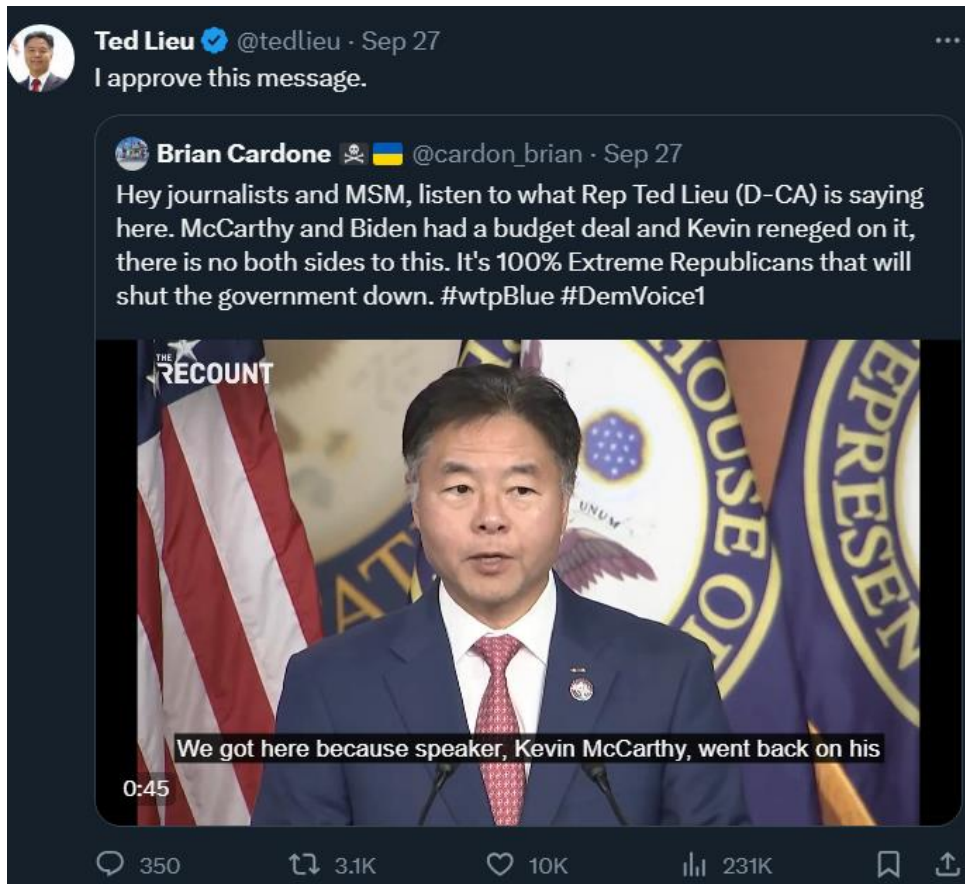 Ted Lieu @tedlieu · Sep 27
I approve this message.
Brian Cardone @cardon_brian · Sep 27
Hey journalists and MSM, listen to what Rep Ted Lieu (D-CA) is saying
here. McCarthy and Biden had a budget deal and Kevin reneged on it,
there is no both sides to this. It's 100% Extreme Republicans that will
shut the government down. #wtpBlue #DemVoice1
THE
RECOUNT
HOUSE OF
REPRESEN
UNUM
AT
We got here because speaker, Kevin McCarthy, went back on his
0:45
350 3.1K 10K 231K